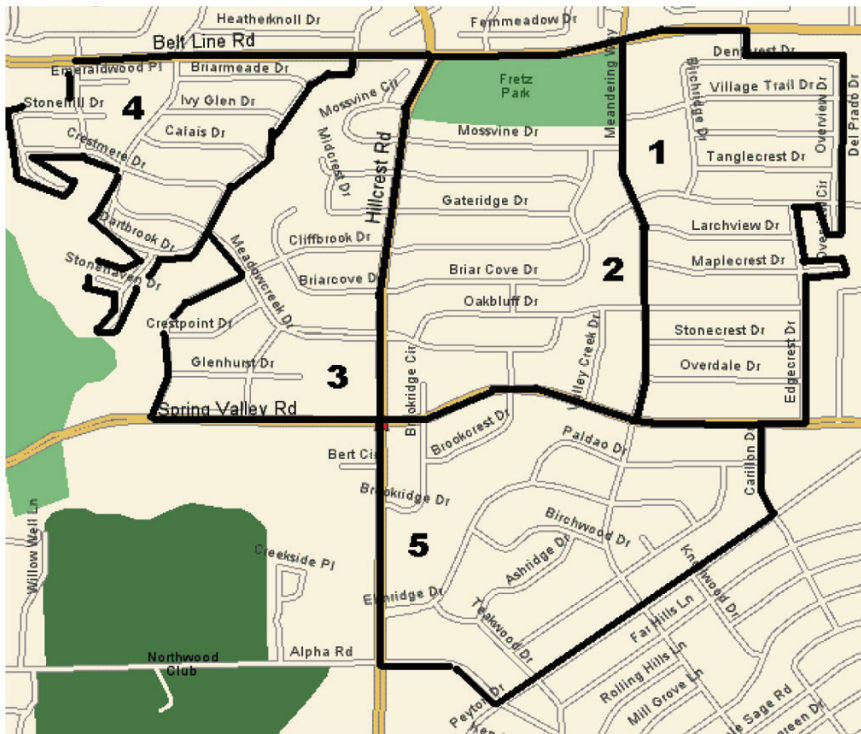 Heatherknoll Dr
Fernmeadow Dr
Belt Line Rd
Meandering Way
Emeraldwood Pl
Briarmeade Dr
Dentcrest Dr
Fretz
Park
Stonehill Dr
4
Ivy Glen Dr
Mossvine Cir
Birchridge Dr
Village Trail Dr
Overview Dr
Del Prado Dr
Calais Dr
Mossvine Dr
1
Crestmere Dr
Midcrest Dr
Hillcrest Rd
Tanglecrest Dr
Gateridge Dr
Dartbrook Dr
Cliffbrook Dr
Larchview Dr
Meadowcreek Dr
Stonehaven Dr
Briarcove Dr
Briar Cove Dr
2
Maplecrest Dr
Oakbluff Dr
Crestpoint Dr
Stonecrest Dr
Glenhurst Dr
3
Brookridge Cir
Overdale Dr
Edgecrest Dr
Spring Valley Rd
Brookcrest Dr
Paldao Dr
Carillon Dr
Bert Cir
Brookridge Dr
Willow Well Ln
Birchwood Dr
5
Creekside Pl
Ashridge Dr
Knollwood Dr
Elmridge Dr
Teakwood Dr
Far Hills Ln
Northwood
Club
Alpha Rd
Rolling Hills Ln
Peyton Dr
Mill Grove Ln
Sage Rd